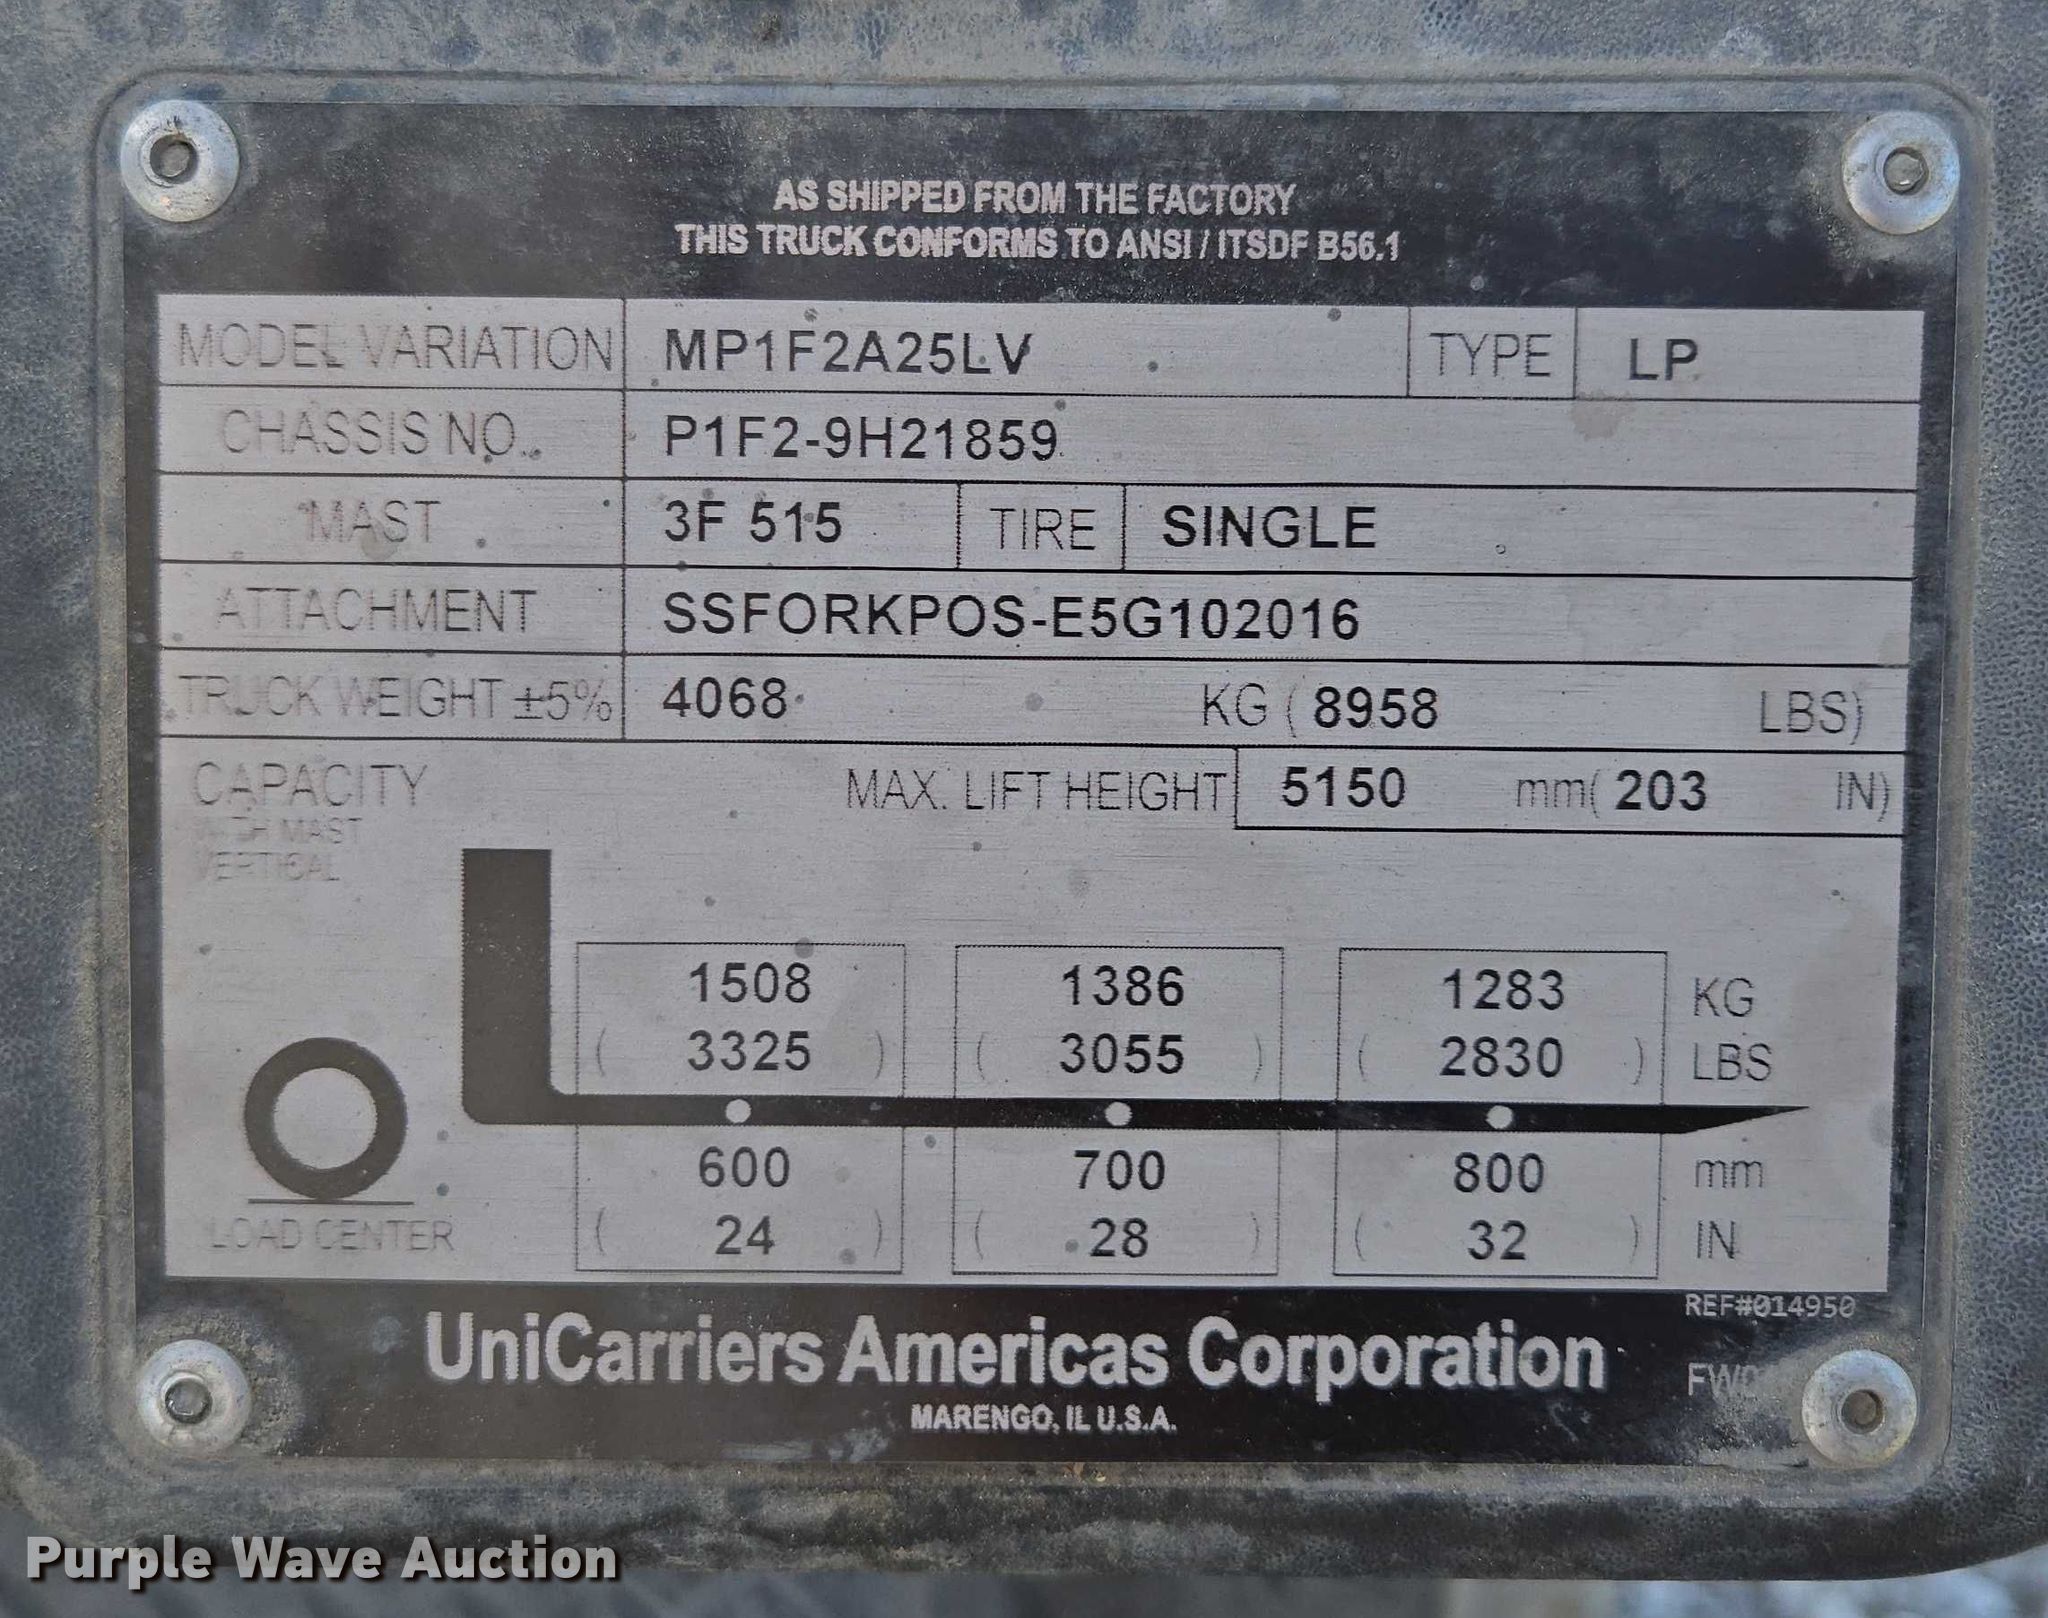 AS SHIPPED FROM THE FACTORY
THIS TRUCK CONFORMS TO ANSI / ITSDF B56.1
MODEL VARIATION MP1F2A25LV TYPE LP
CHASSIS NO. P1F2-9H21859
MAST 3F 515 TIRE SINGLE
ATTACHMENT SSFORKPOS-E5G102016
TRUCK WEIGHT ±5% 4068 KG ( 8958 LBS)
CAPACITY MAX. LIFT HEIGHT 5150 mm( 203 IN)
WITH MAST
VERTICAL
1508 1386 1283 KG
( 3325 ) ( 3055 ) ( 2830 ) LBS
600 700 800 mm
LOAD CENTER ( 24 ) ( 28 ) ( 32 ) IN
REF#014950
UniCarriers Americas Corporation
MARENGO, IL U.S.A.
Purple Wave Auction